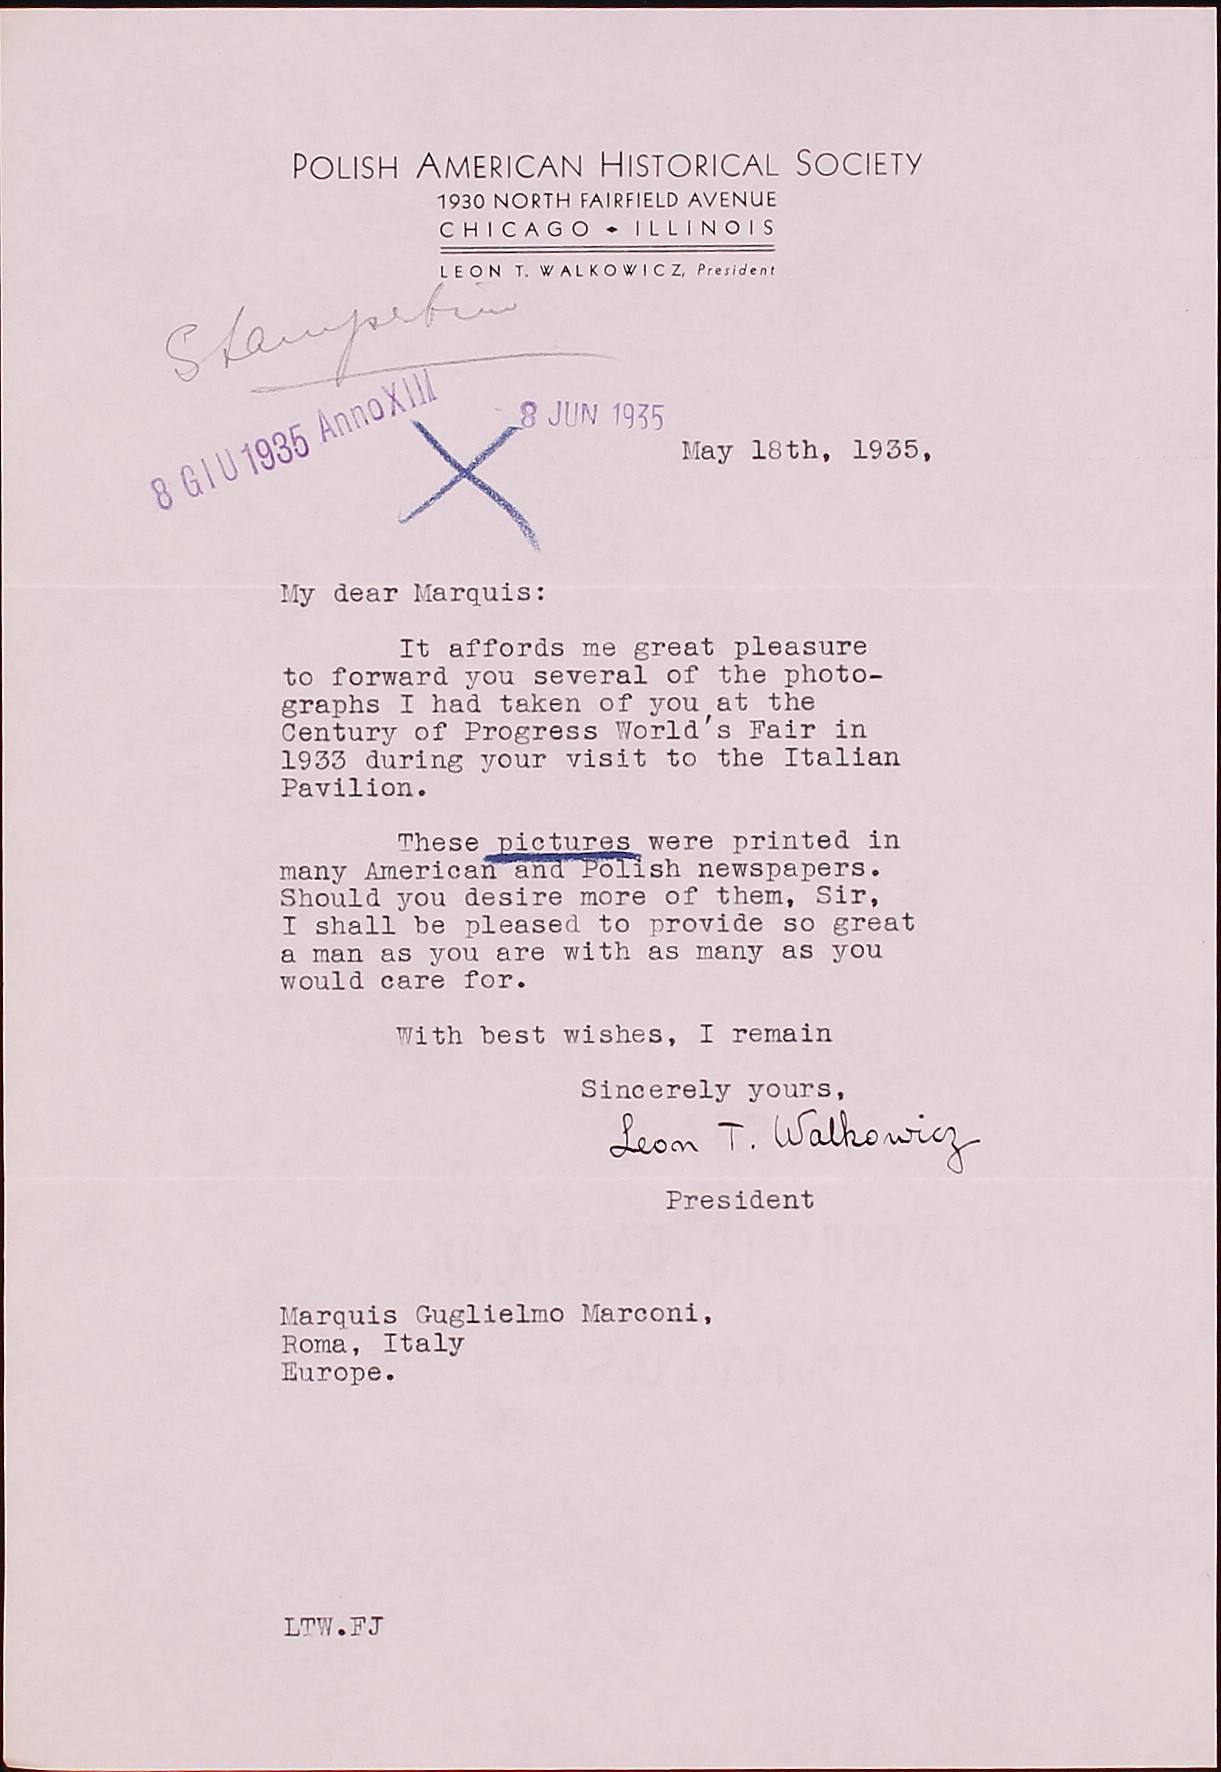 POLISH AMERICAN HISTORICAL SOCIETY
1930 NORTH FAIRFIELD AVENUE
CHICAGO • ILLINOIS
LEON T. WALKOWICZ, President
8 GIU 1935 Anno XIII
8 JUN 1935
May 18th, 1935,
My dear Marquis:
It affords me great pleasure
to forward you several of the photo-
graphs I had taken of you at the
Century of Progress World's Fair in
1933 during your visit to the Italian
Pavilion.
These pictures were printed in
many American and Polish newspapers.
Should you desire more of them, Sir,
I shall be pleased to provide so great
a man as you are with as many as you
would care for.
With best wishes, I remain
Sincerely yours,
Leon T. Walkowicz
President
Marquis Guglielmo Marconi,
Roma, Italy
Europe.
LTW.FJ